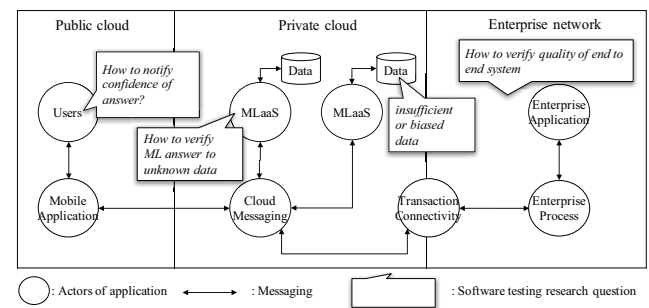 Public cloud
Private cloud
Enterprise network
How to notify
confidence of
answer?
Users
How to verify
ML answer to
unknown data
MLaaS
Data
MLaaS
Data
insufficient
or biased
data
How to verify quality of end to
end system
Enterprise
Application
Mobile
Application
Cloud
Messaging
Transaction
Connectivity
Enterprise
Process
: Actors of application
: Messaging
: Software testing research question